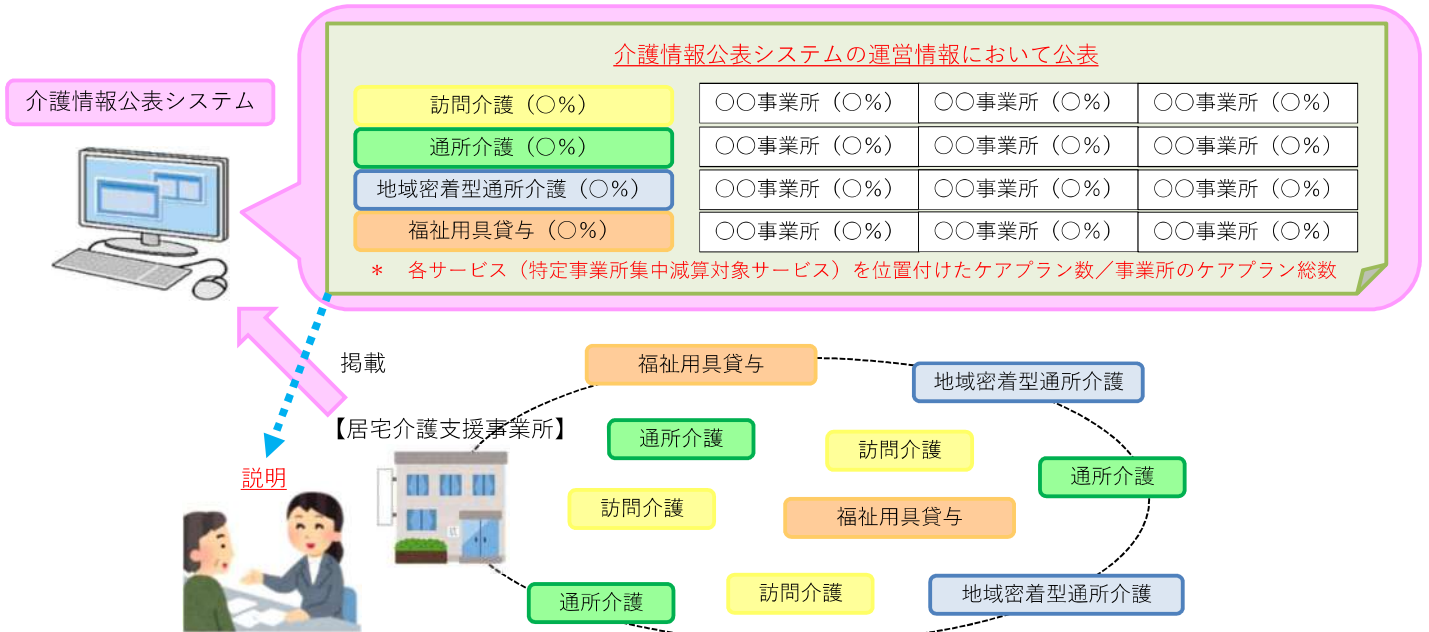 介護情報公表システム
介護情報公表システムの運営情報において公表
訪問介護（○%） ○○事業所（○%） ○○事業所（○%） ○○事業所（○%）
通所介護（○%） ○○事業所（○%） ○○事業所（○%） ○○事業所（○%）
地域密着型通所介護（○%） ○○事業所（○%） ○○事業所（○%） ○○事業所（○%）
福祉用具貸与（○%） ○○事業所（○%） ○○事業所（○%） ○○事業所（○%）
＊ 各サービス（特定事業所集中減算対象サービス）を位置付けたケアプラン数／事業所のケアプラン総数
掲載
【居宅介護支援事業所】
説明
福祉用具貸与
地域密着型通所介護
通所介護
訪問介護
通所介護
訪問介護
福祉用具貸与
通所介護
訪問介護
地域密着型通所介護